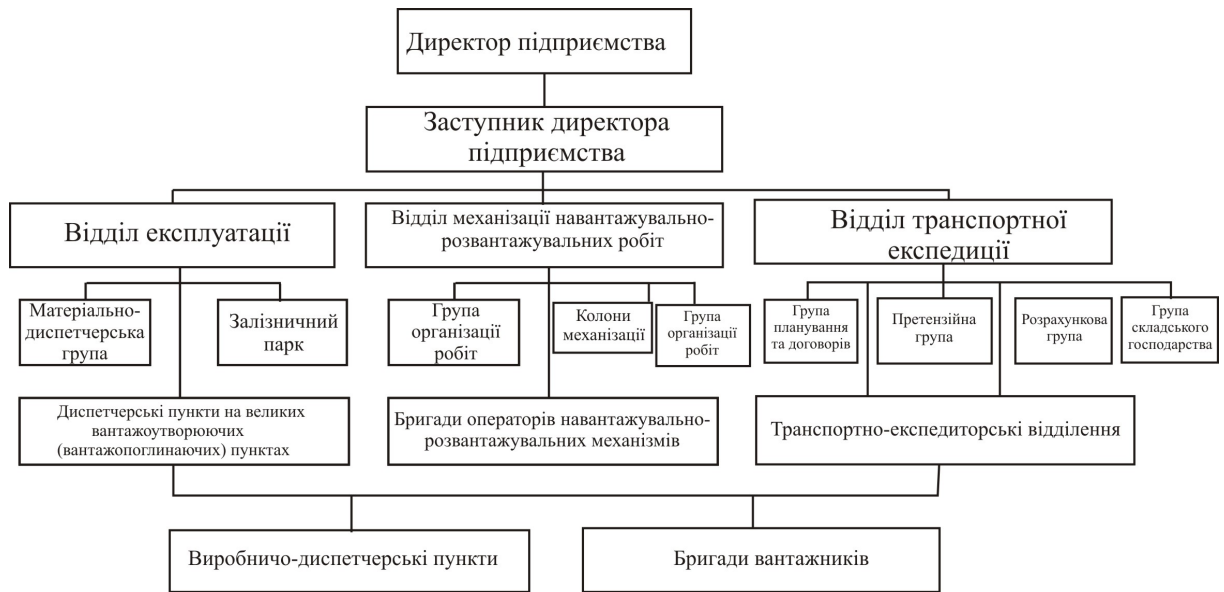 Директор підприємства
Заступник директора
підприємства
Відділ експлуатації
Відділ механізації навантажувально-
розвантажувальних робіт
Відділ транспортної
експедиції
Матеріально-
диспетчерська
група
Залізничний
парк
Група
організації
робіт
Колони
механізації
Група
організації
робіт
Група
планування
та договорів
Претензійна
група
Розрахункова
група
Група
складського
господарства
Диспетчерські пункти на великих
вантажоутворюючих
(вантажопоглинаючих) пунктах
Бригади операторів навантажувально-
розвантажувальних механізмів
Транспортно-експедиторські відділення
Виробничо-диспетчерські пункти
Бригади вантажників